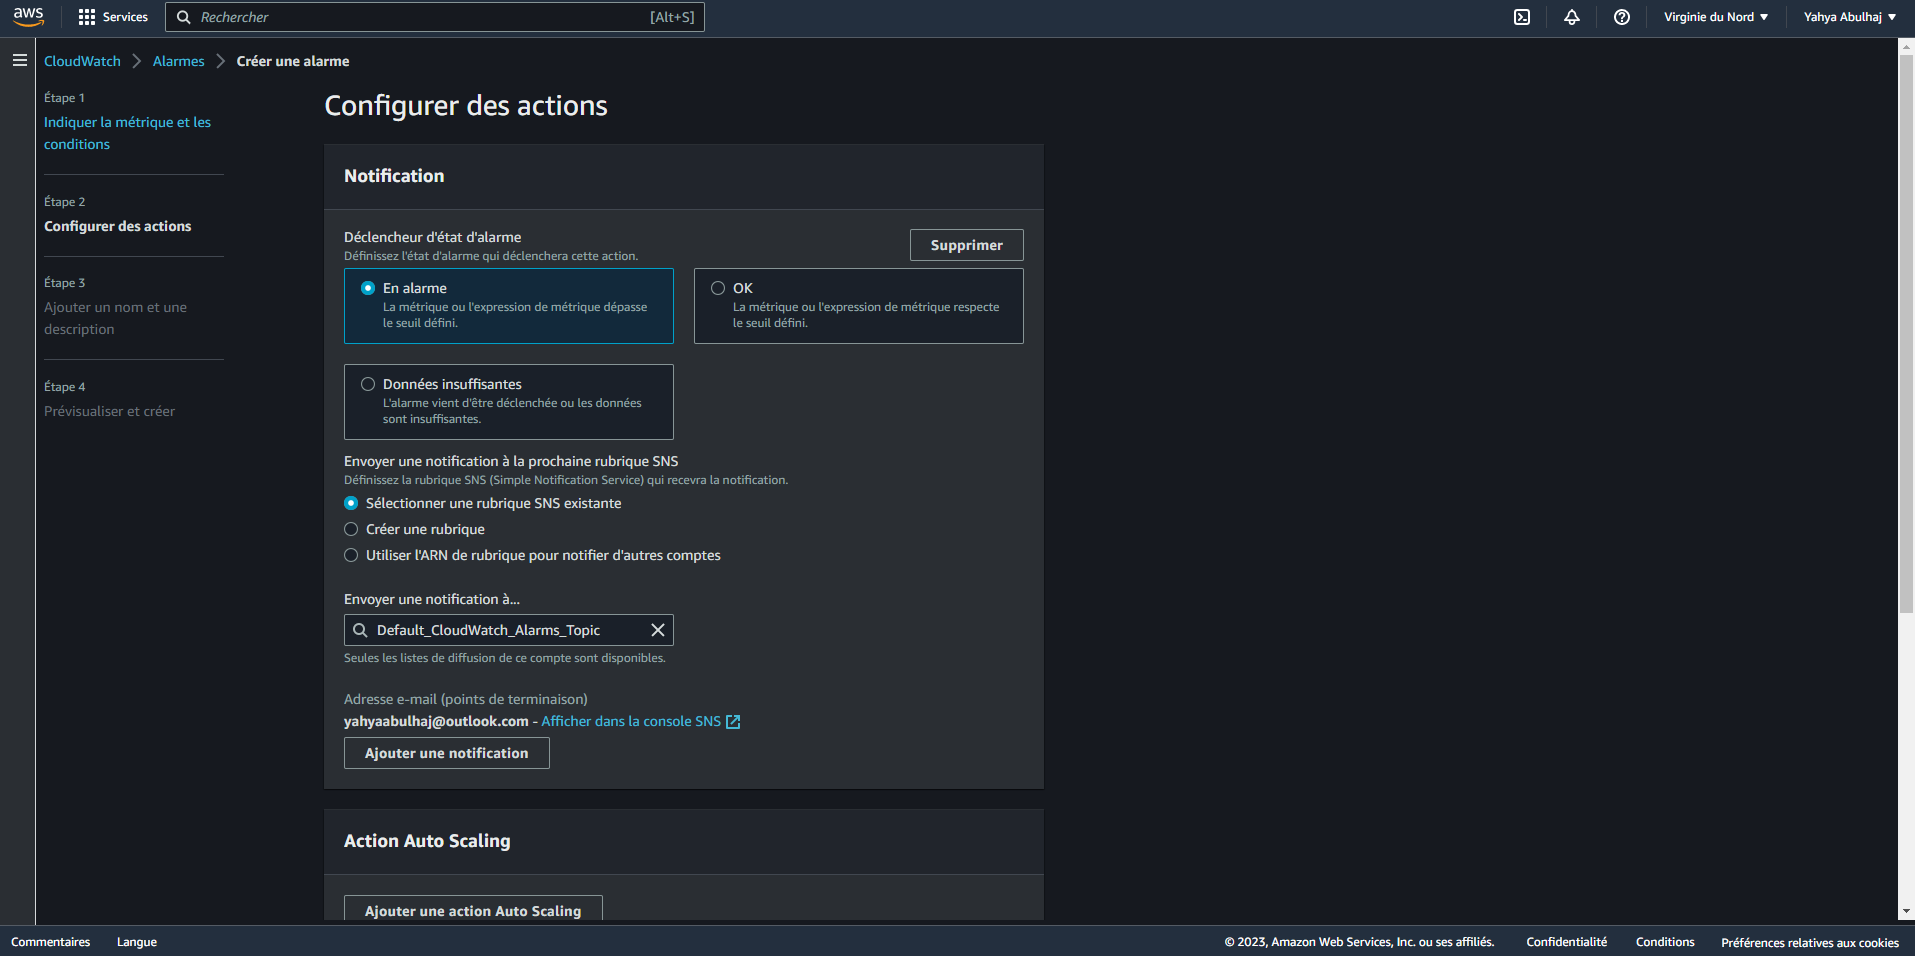 aws
Services
Rechercher
[Alt+S]
Virginie du Nord
Yahya Abulhaj
CloudWatch
Alarmes
Créer une alarme
Étape 1
Indiquer la métrique et les
conditions
Étape 2
Configurer des actions
Étape 3
Ajouter un nom et une
description
Étape 4
Prévisualiser et créer
Configurer des actions
Notification
Déclencheur d'état d'alarme
Définissez l'état d'alarme qui déclenchera cette action.
Supprimer
En alarme
La métrique ou l'expression de métrique dépasse
le seuil défini.
OK
La métrique ou l'expression de métrique respecte
le seuil défini.
Données insuffisantes
L'alarme vient d'être déclenchée ou les données
sont insuffisantes.
Envoyer une notification à la prochaine rubrique SNS
Définissez la rubrique SNS (Simple Notification Service) qui recevra la notification.
Sélectionner une rubrique SNS existante
Créer une rubrique
Utiliser l'ARN de rubrique pour notifier d'autres comptes
Envoyer une notification à...
Default_CloudWatch_Alarms_Topic
Seules les listes de diffusion de ce compte sont disponibles.
Adresse e-mail (points de terminaison)
yahyaabulhaj@outlook.com - Afficher dans la console SNS
Ajouter une notification
Action Auto Scaling
Ajouter une action Auto Scaling
Commentaires
Langue
© 2023, Amazon Web Services, Inc. ou ses affiliés.
Confidentialité
Conditions
Préférences relatives aux cookies